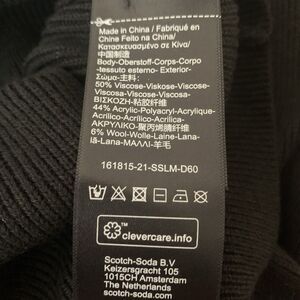 Made in China / Fabriqué en
Chine Feito na China/
Κατασκευασμένο σε Κίνα/
中国制造
Body-Oberstoff-Corps-Corpo
-tessuto esterno- Exterior-
Σώμα-主料:
50% Viscose-Viskose-Viscose-
Viscosa-Viscose-Viscosa-
ΒΙΣΚΟΖΗ-粘胶纤维
44% Acrylic-Polyacryl-Acrylique-
Acrilico-Acrílico-Acrílica-
ΑΚΡΥΛΙΚΟ-聚丙烯腈纤维
6% Wool-Wolle-Laine-Lana-
Lã-Lana-ΜΑΛΛΙ-羊毛
161815-21-SSLM-D60
clevercare.info
Scotch-Soda B.V
Keizersgracht 105
1015CH Amsterdam
The Netherlands
scotch-soda.com